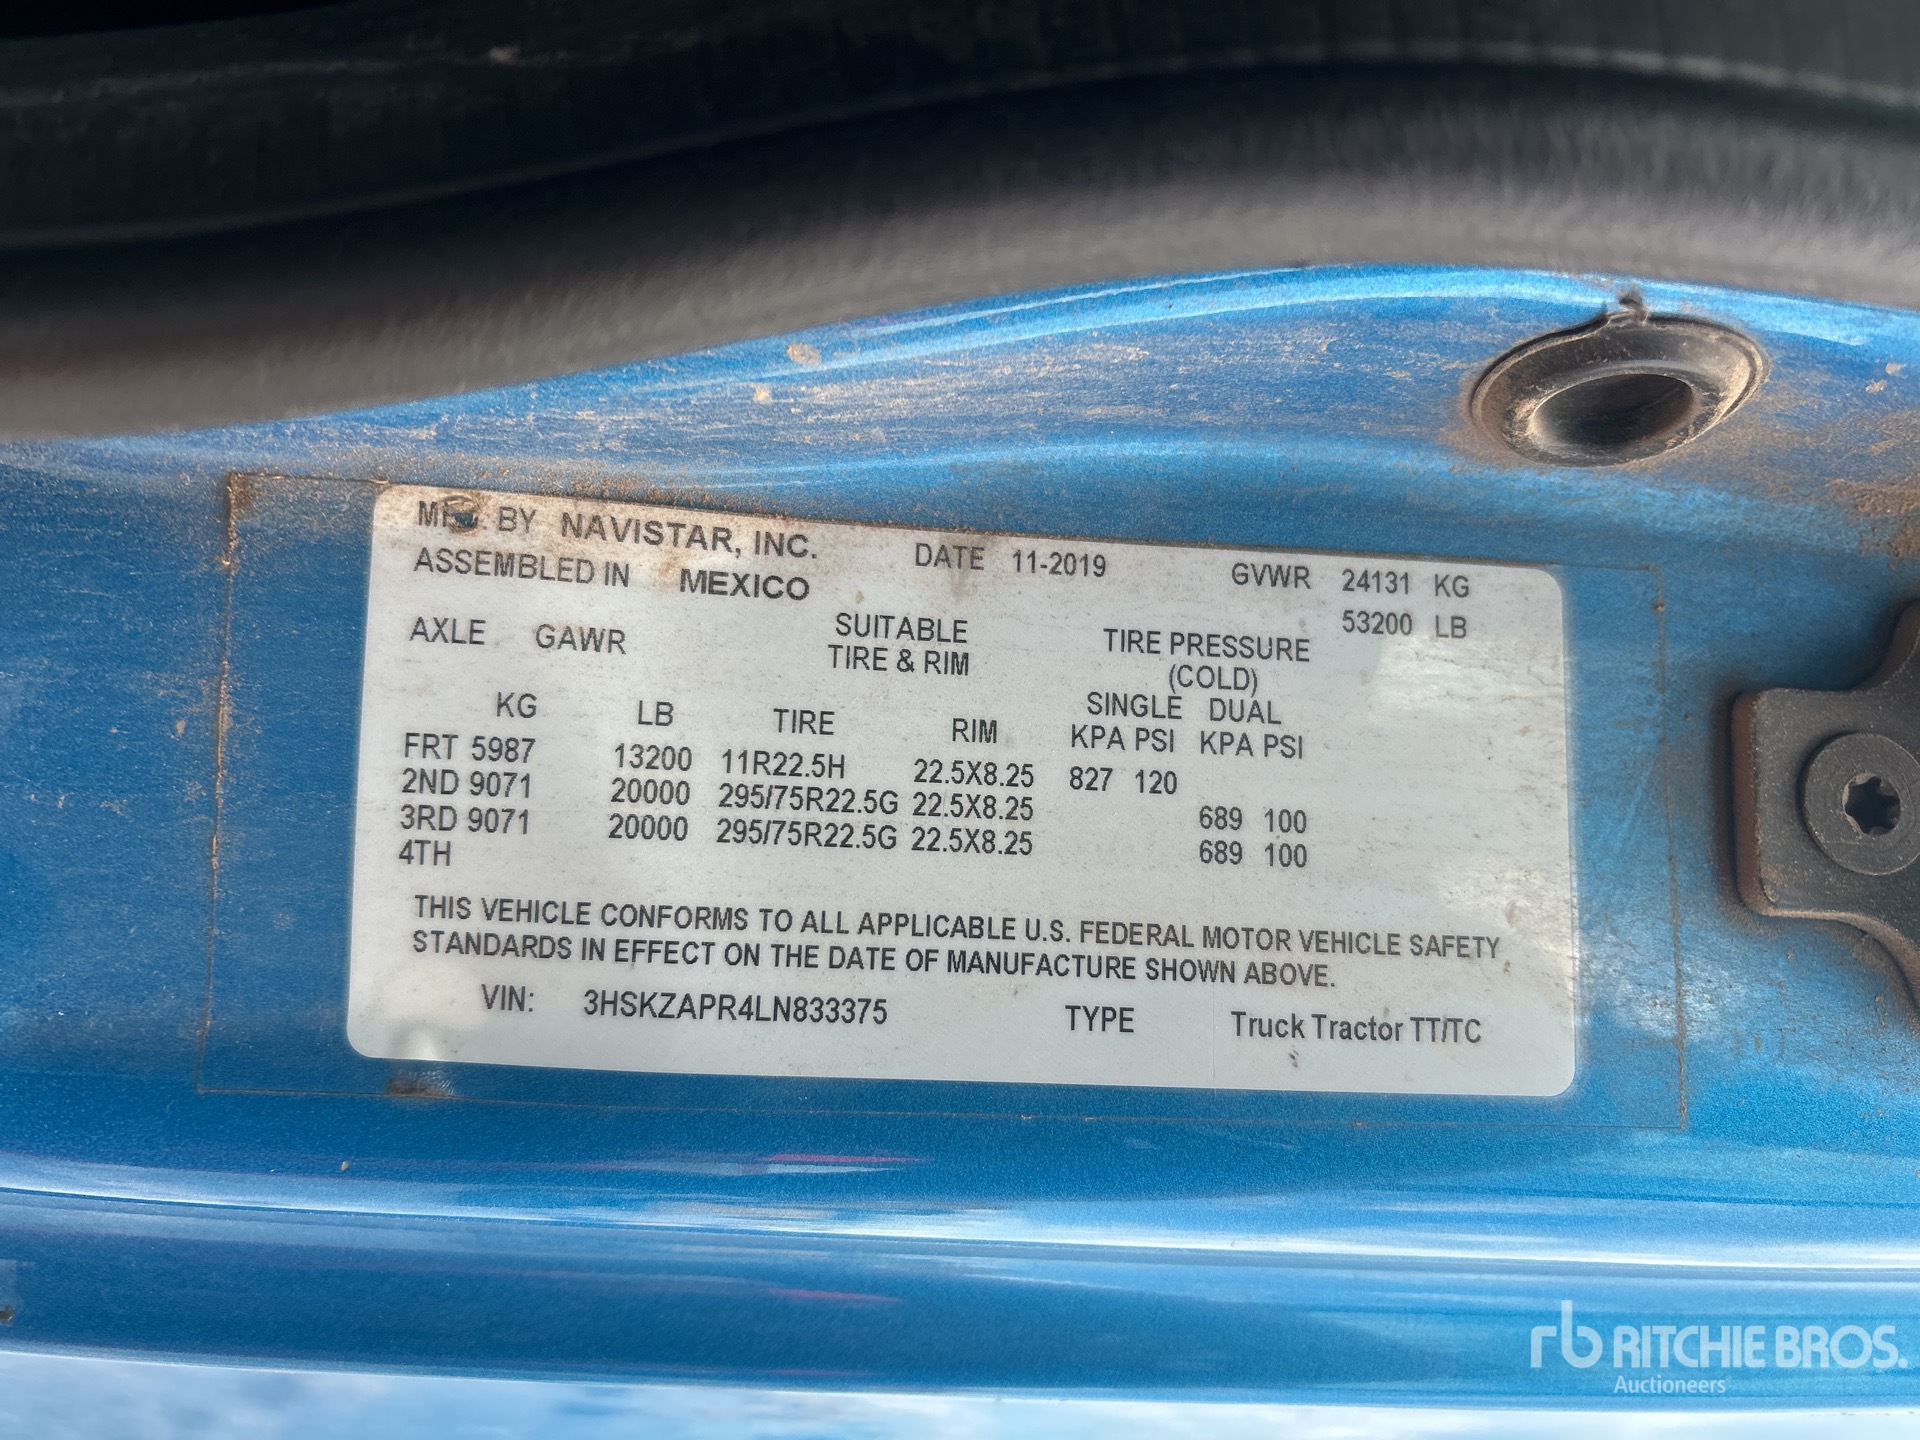 MFD. BY NAVISTAR, INC. DATE 11-2019 GVWR 24131 KG
ASSEMBLED IN MEXICO 53200 LB
AXLE GAWR SUITABLE TIRE PRESSURE
TIRE & RIM (COLD)
SINGLE DUAL
KG LB TIRE RIM KPA PSI KPA PSI
FRT 5987 13200 11R22.5H 22.5X8.25 827 120
2ND 9071 20000 295/75R22.5G 22.5X8.25 689 100
3RD 9071 20000 295/75R22.5G 22.5X8.25 689 100
4TH
THIS VEHICLE CONFORMS TO ALL APPLICABLE U.S. FEDERAL MOTOR VEHICLE SAFETY
STANDARDS IN EFFECT ON THE DATE OF MANUFACTURE SHOWN ABOVE.
VIN: 3HSKZAPR4LN833375 TYPE Truck Tractor TT/TC
rb RITCHIE BROS.
Auctioneers